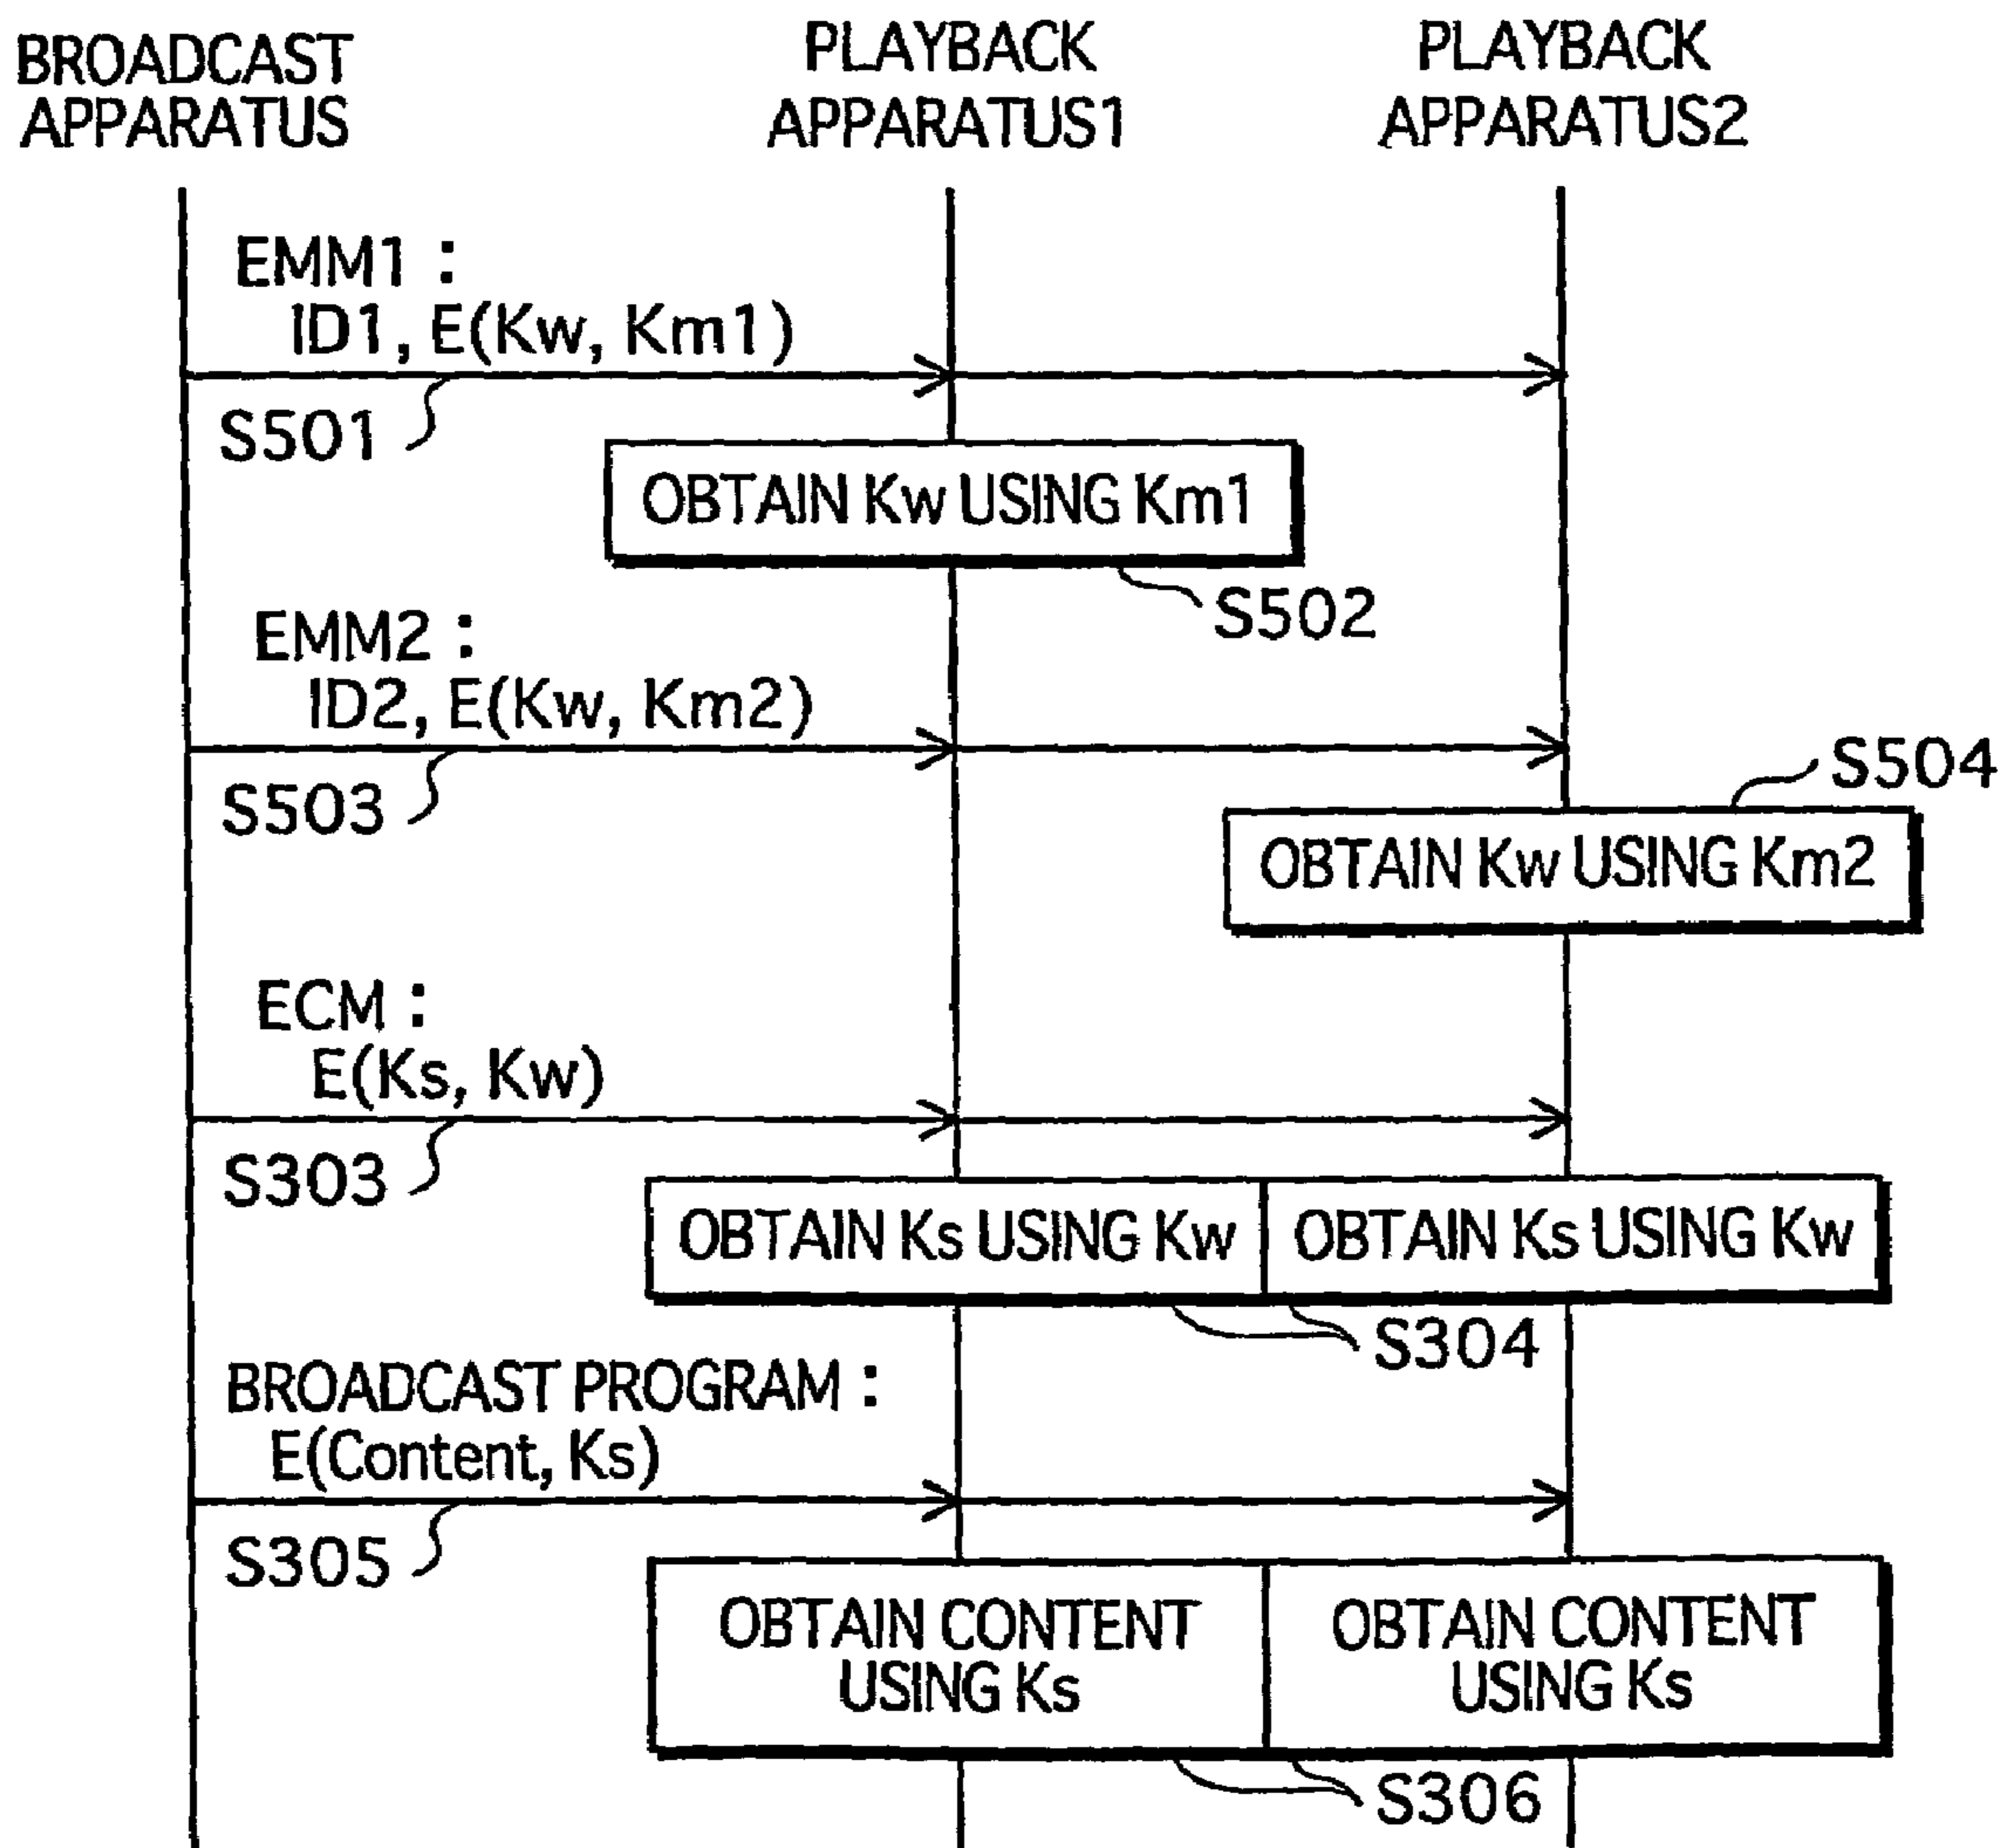 BROADCAST
APPARATUS
PLAYBACK
APPARATUS1
PLAYBACK
APPARATUS2
EMM1 :
ID1, E(Kw, Km1)
S501
OBTAIN Kw USING Km1
S502
EMM2 :
ID2, E(Kw, Km2)
S503
S504
OBTAIN Kw USING Km2
ECM :
E(Ks, Kw)
S303
OBTAIN Ks USING Kw
OBTAIN Ks USING Kw
S304
BROADCAST PROGRAM :
E(Content, Ks)
S305
OBTAIN CONTENT
USING Ks
OBTAIN CONTENT
USING Ks
S306